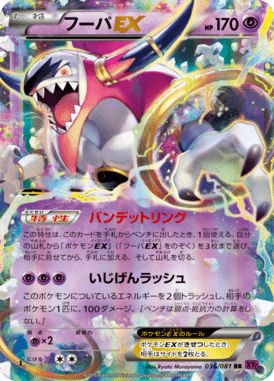 たね フーパEX HP170
特性 バンデットリング
この特性は、このカードを手札からベンチに出したとき、1回使える。自分
の山札から「ポケモンEX」(「フーパEX」をのぞく)を3枚まで選び、
相手に見せてから、手札に加える。そして山札を切る。
いじげんラッシュ
このポケモンについているエネルギーを2個トラッシュし、相手のポケ
モン1匹に、100ダメージ。[ベンチは弱点・抵抗力の計算をしない。]
×2
ポケモンEXのルール
ポケモンEXがきぜつしたとき、
相手はサイドを2枚とる。
にげる
illus. Ryota Murayama 036/081 RR XY